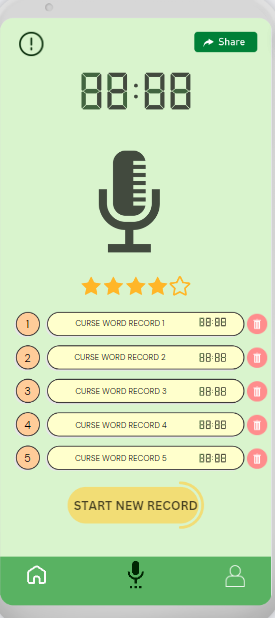 ! Share
88:88
1 CURSE WORD RECORD 1 88:88
2 CURSE WORD RECORD 2 88:88
3 CURSE WORD RECORD 3 88:88
4 CURSE WORD RECORD 4 88:88
5 CURSE WORD RECORD 5 88:88
START NEW RECORD